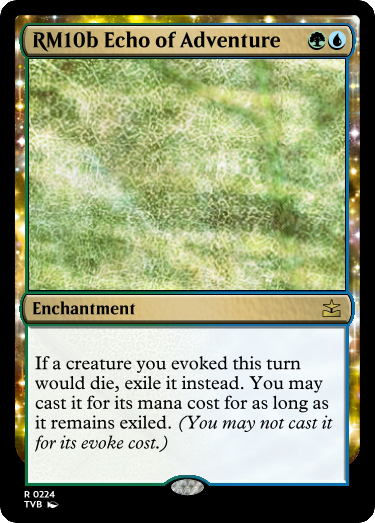 RM10b Echo of Adventure
Enchantment
If a creature you evoked this turn
would die, exile it instead. You may
cast it for its mana cost for as long as
it remains exiled. (You may not cast it
for its evoke cost.)
R 0224
TVB